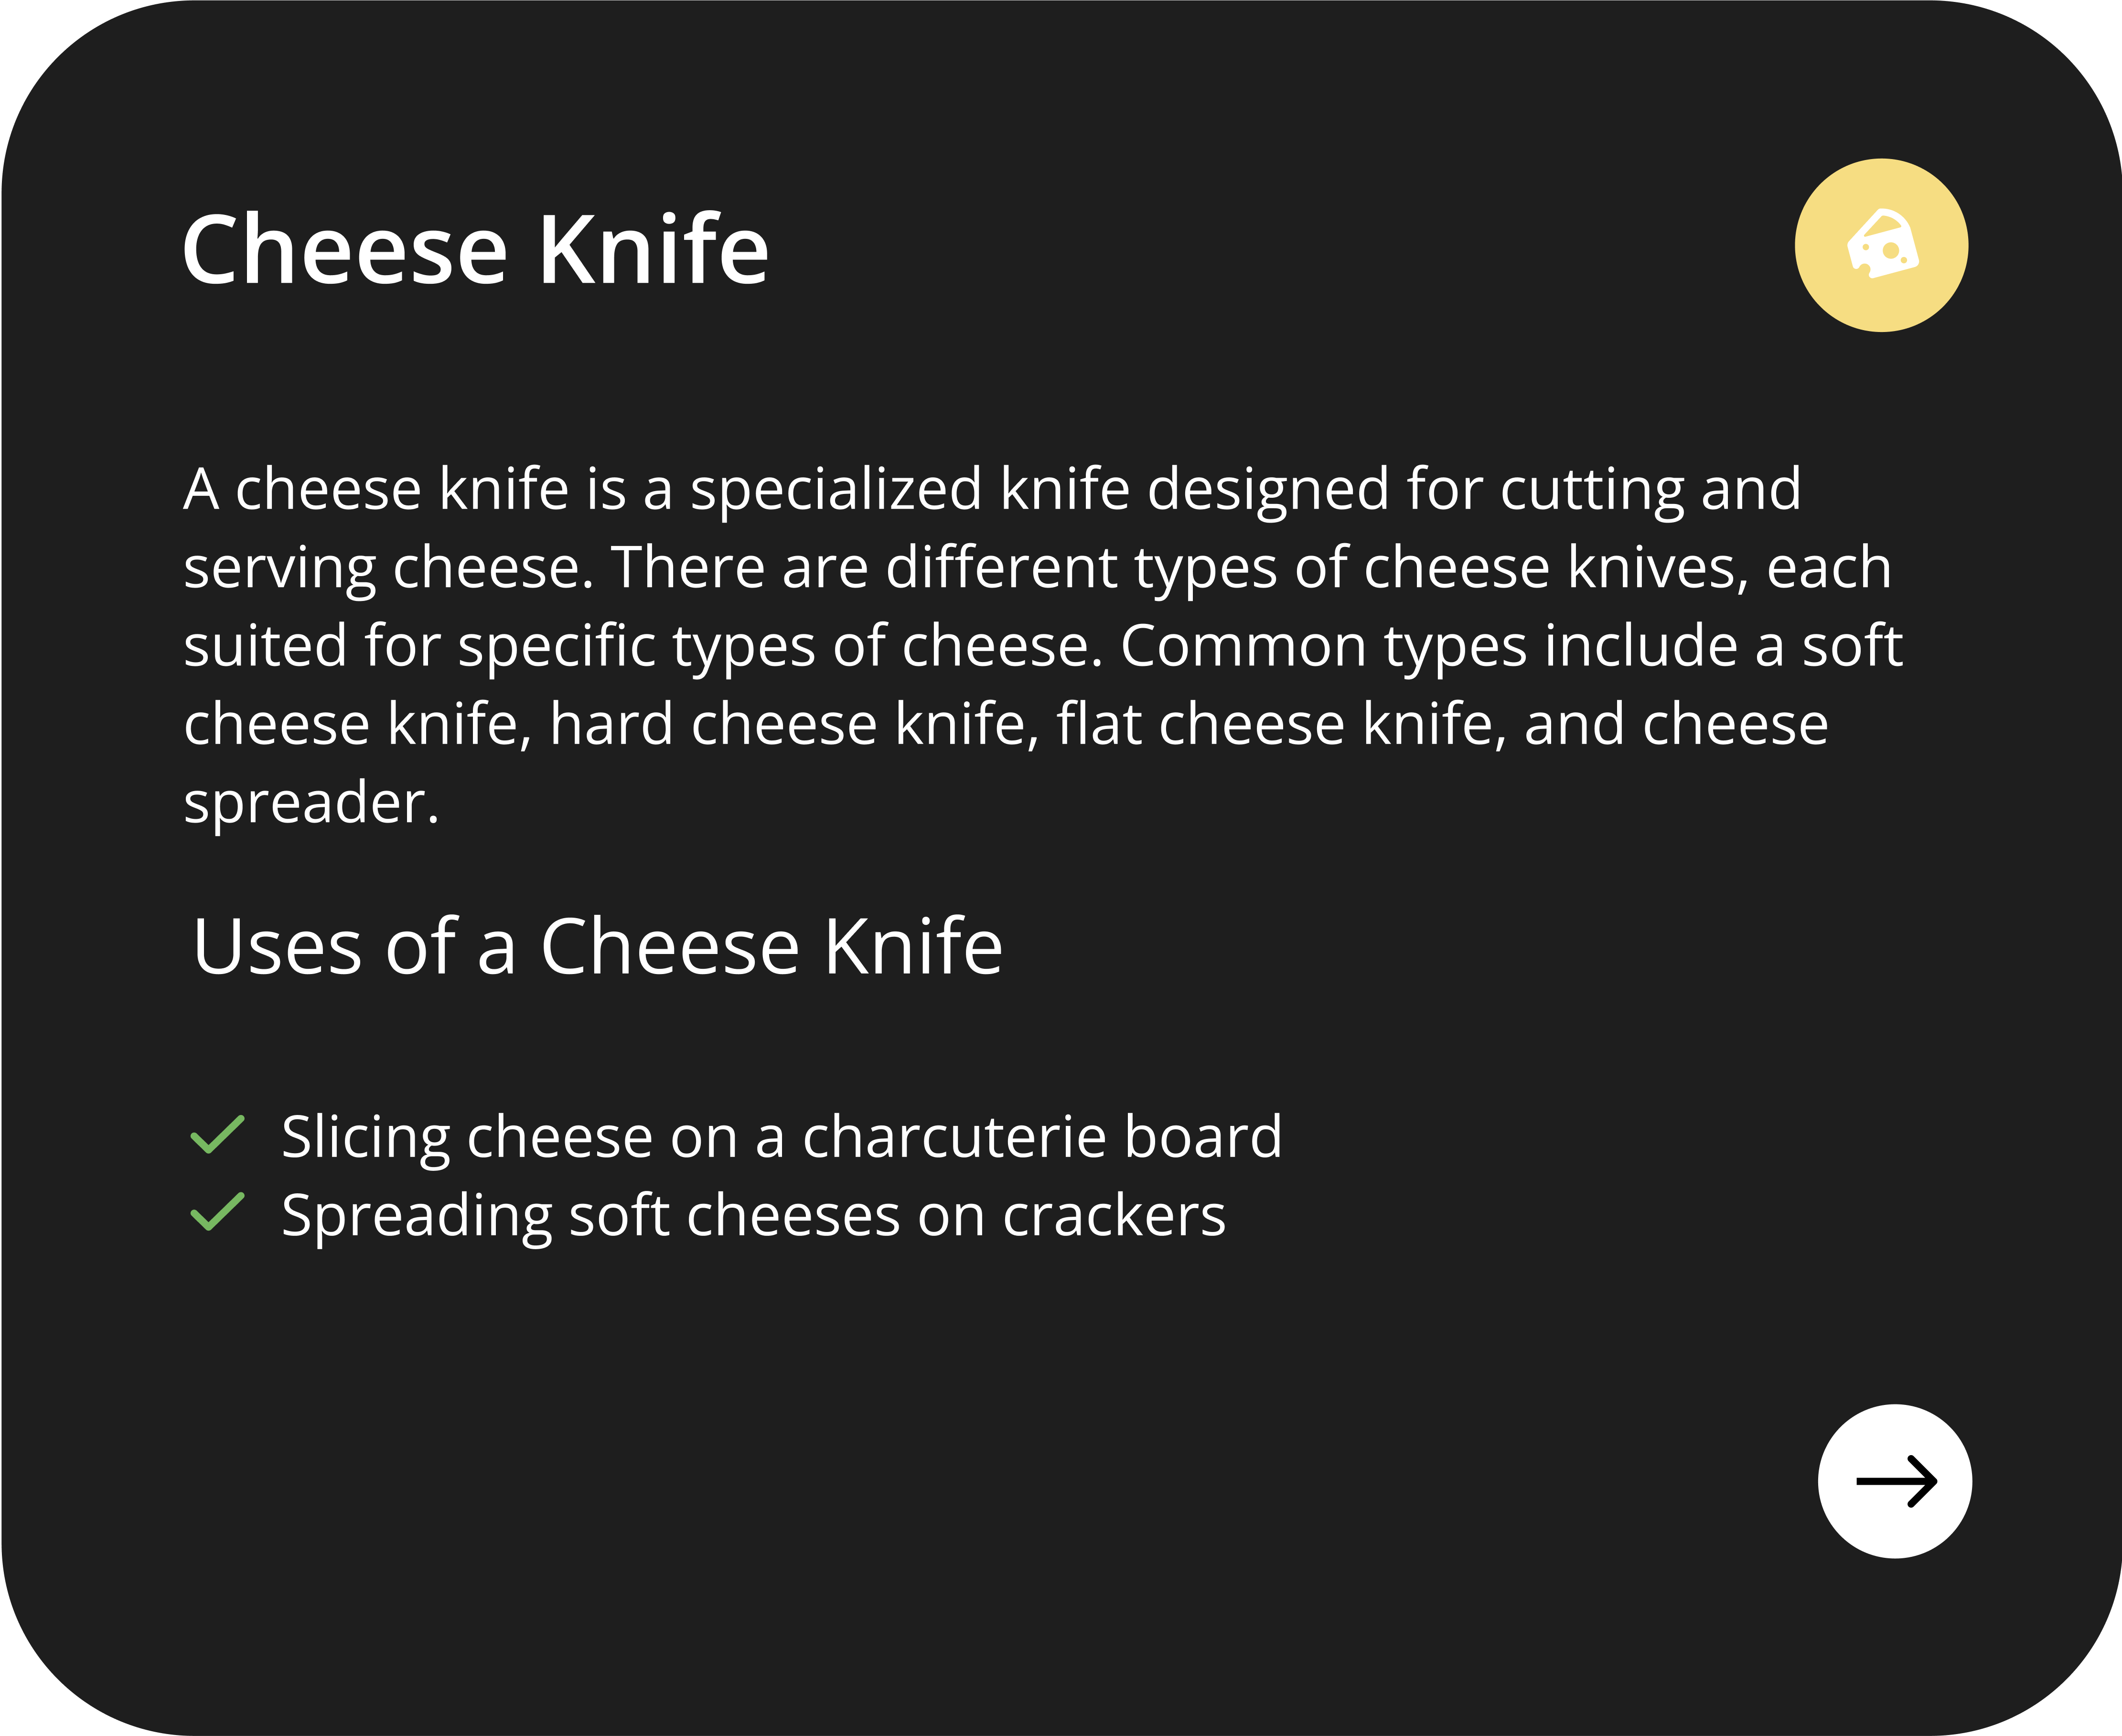 Cheese Knife
A cheese knife is a specialized knife designed for cutting and
serving cheese. There are different types of cheese knives, each
suited for specific types of cheese. Common types include a soft
cheese knife, hard cheese knife, flat cheese knife, and cheese
spreader.
Uses of a Cheese Knife
Slicing cheese on a charcuterie board
Spreading soft cheeses on crackers